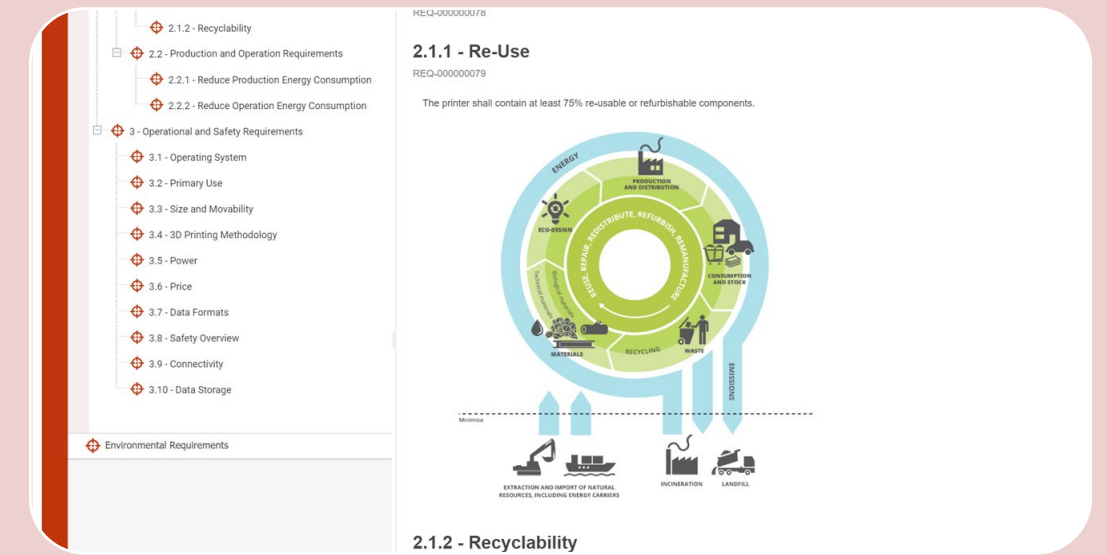 2.1.2 - Recyclability
2.2 - Production and Operation Requirements
2.2.1 - Reduce Production Energy Consumption
2.2.2 - Reduce Operation Energy Consumption
3 - Operational and Safety Requirements
3.1 - Operating System
3.2 - Primary Use
3.3 - Size and Movability
3.4 - 3D Printing Methodology
3.5 - Power
3.6 - Price
3.7 - Data Formats
3.8 - Safety Overview
3.9 - Connectivity
3.10 - Data Storage
Environmental Requirements
REQ-000000078
2.1.1 - Re-Use
REQ-000000079
The printer shall contain at least 75% re-usable or refurbishable components.
ENERGY
PRODUCTION
AND DISTRIBUTION
ECO-DESIGN
REUSE, REPAIR, REDISTRIBUTE, REFURBISH, REMANUFACTURE
CONSUMPTION
AND STOCK
Technical materials
Biological materials
MATERIALS
RECYCLING
WASTE
EMISSIONS
Minimise
EXTRACTION AND IMPORT OF NATURAL
RESOURCES, INCLUDING ENERGY CARRIERS
INCINERATION
LANDFILL
2.1.2 - Recyclability